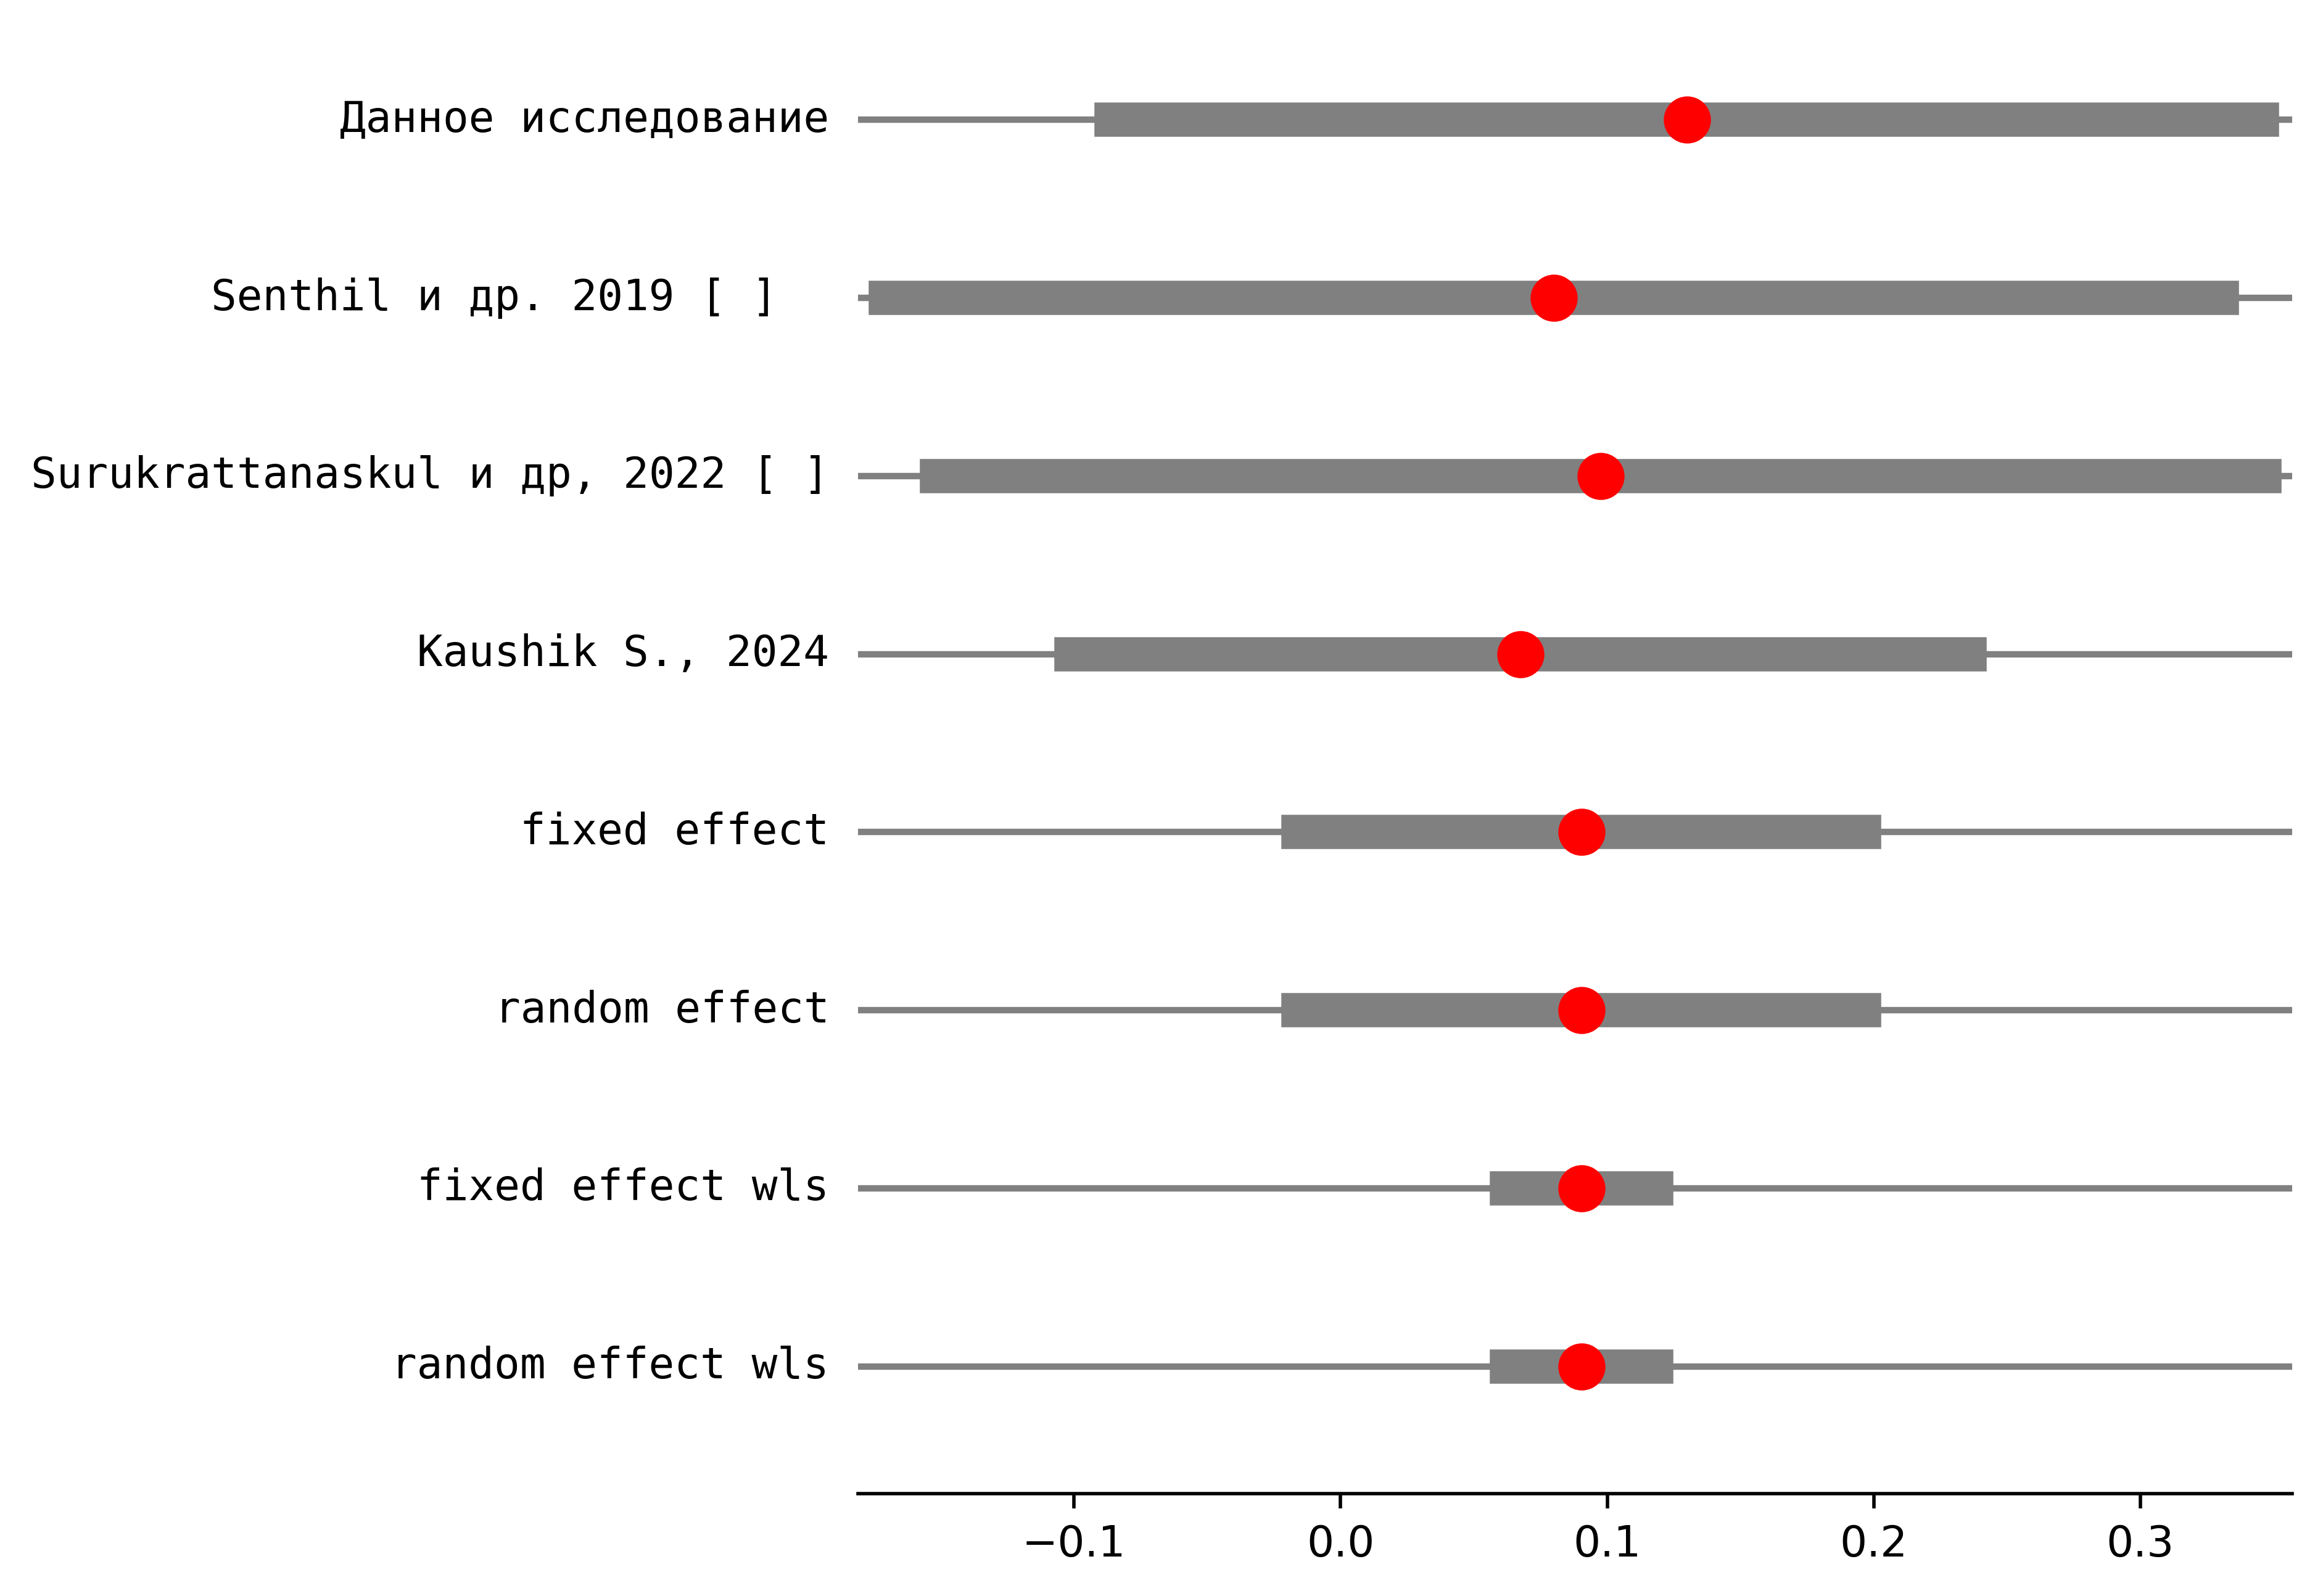 Данное исследование
Senthil и др. 2019 [ ]
Surukrattanaskul и др, 2022 [ ]
Kaushik S., 2024
fixed effect
random effect
fixed effect wls
random effect wls
−0.1 0.0 0.1 0.2 0.3